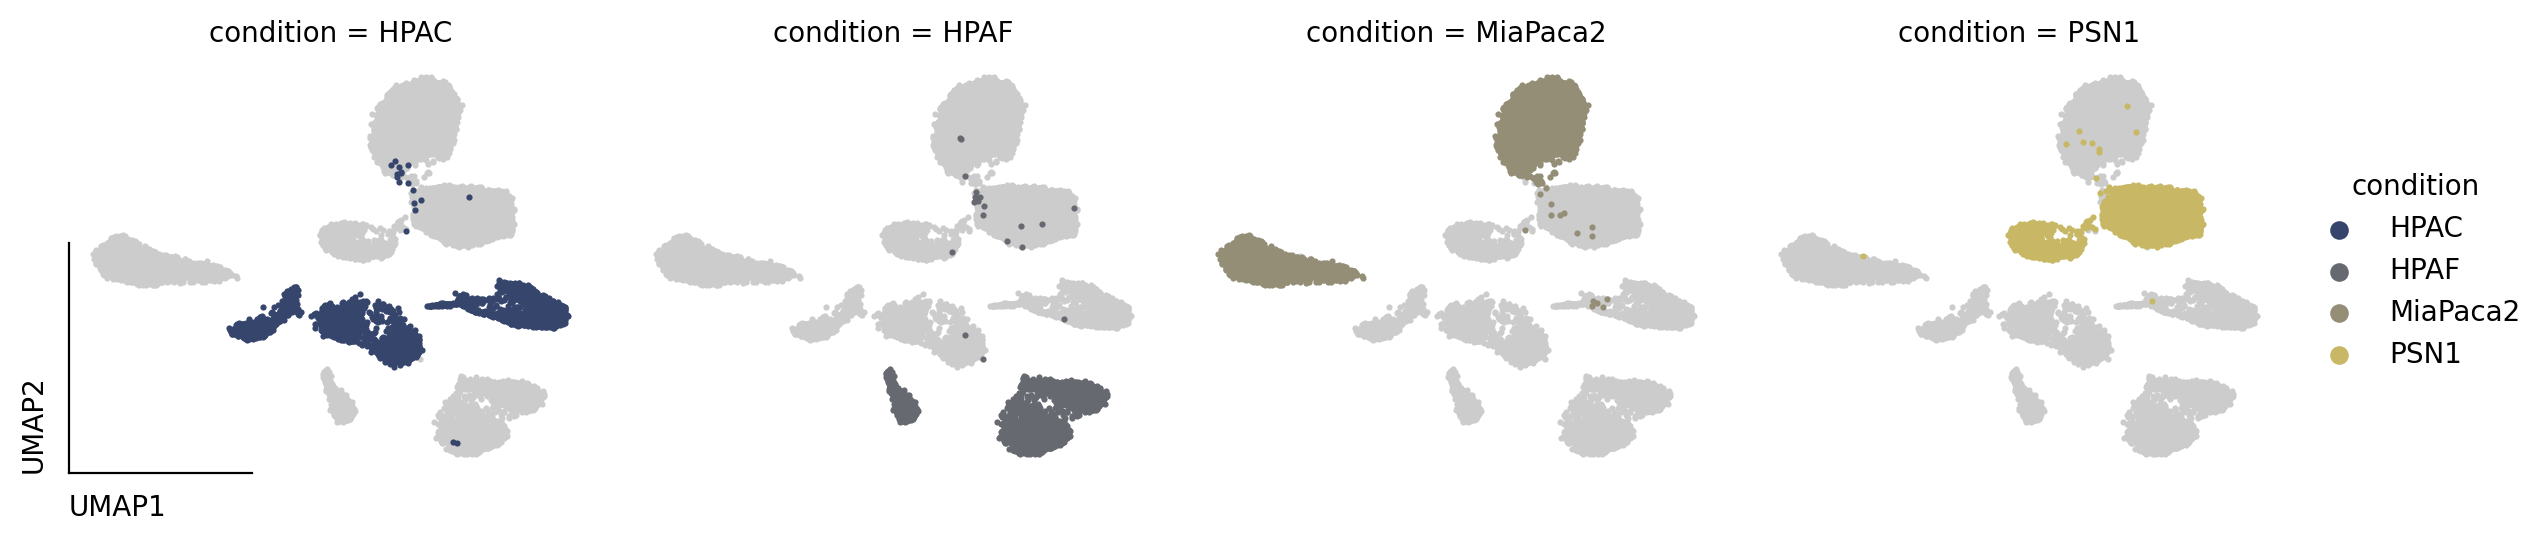 condition = HPAC
condition = HPAF
condition = MiaPaca2
condition = PSN1
UMAP2
UMAP1
condition
HPAC
HPAF
MiaPaca2
PSN1